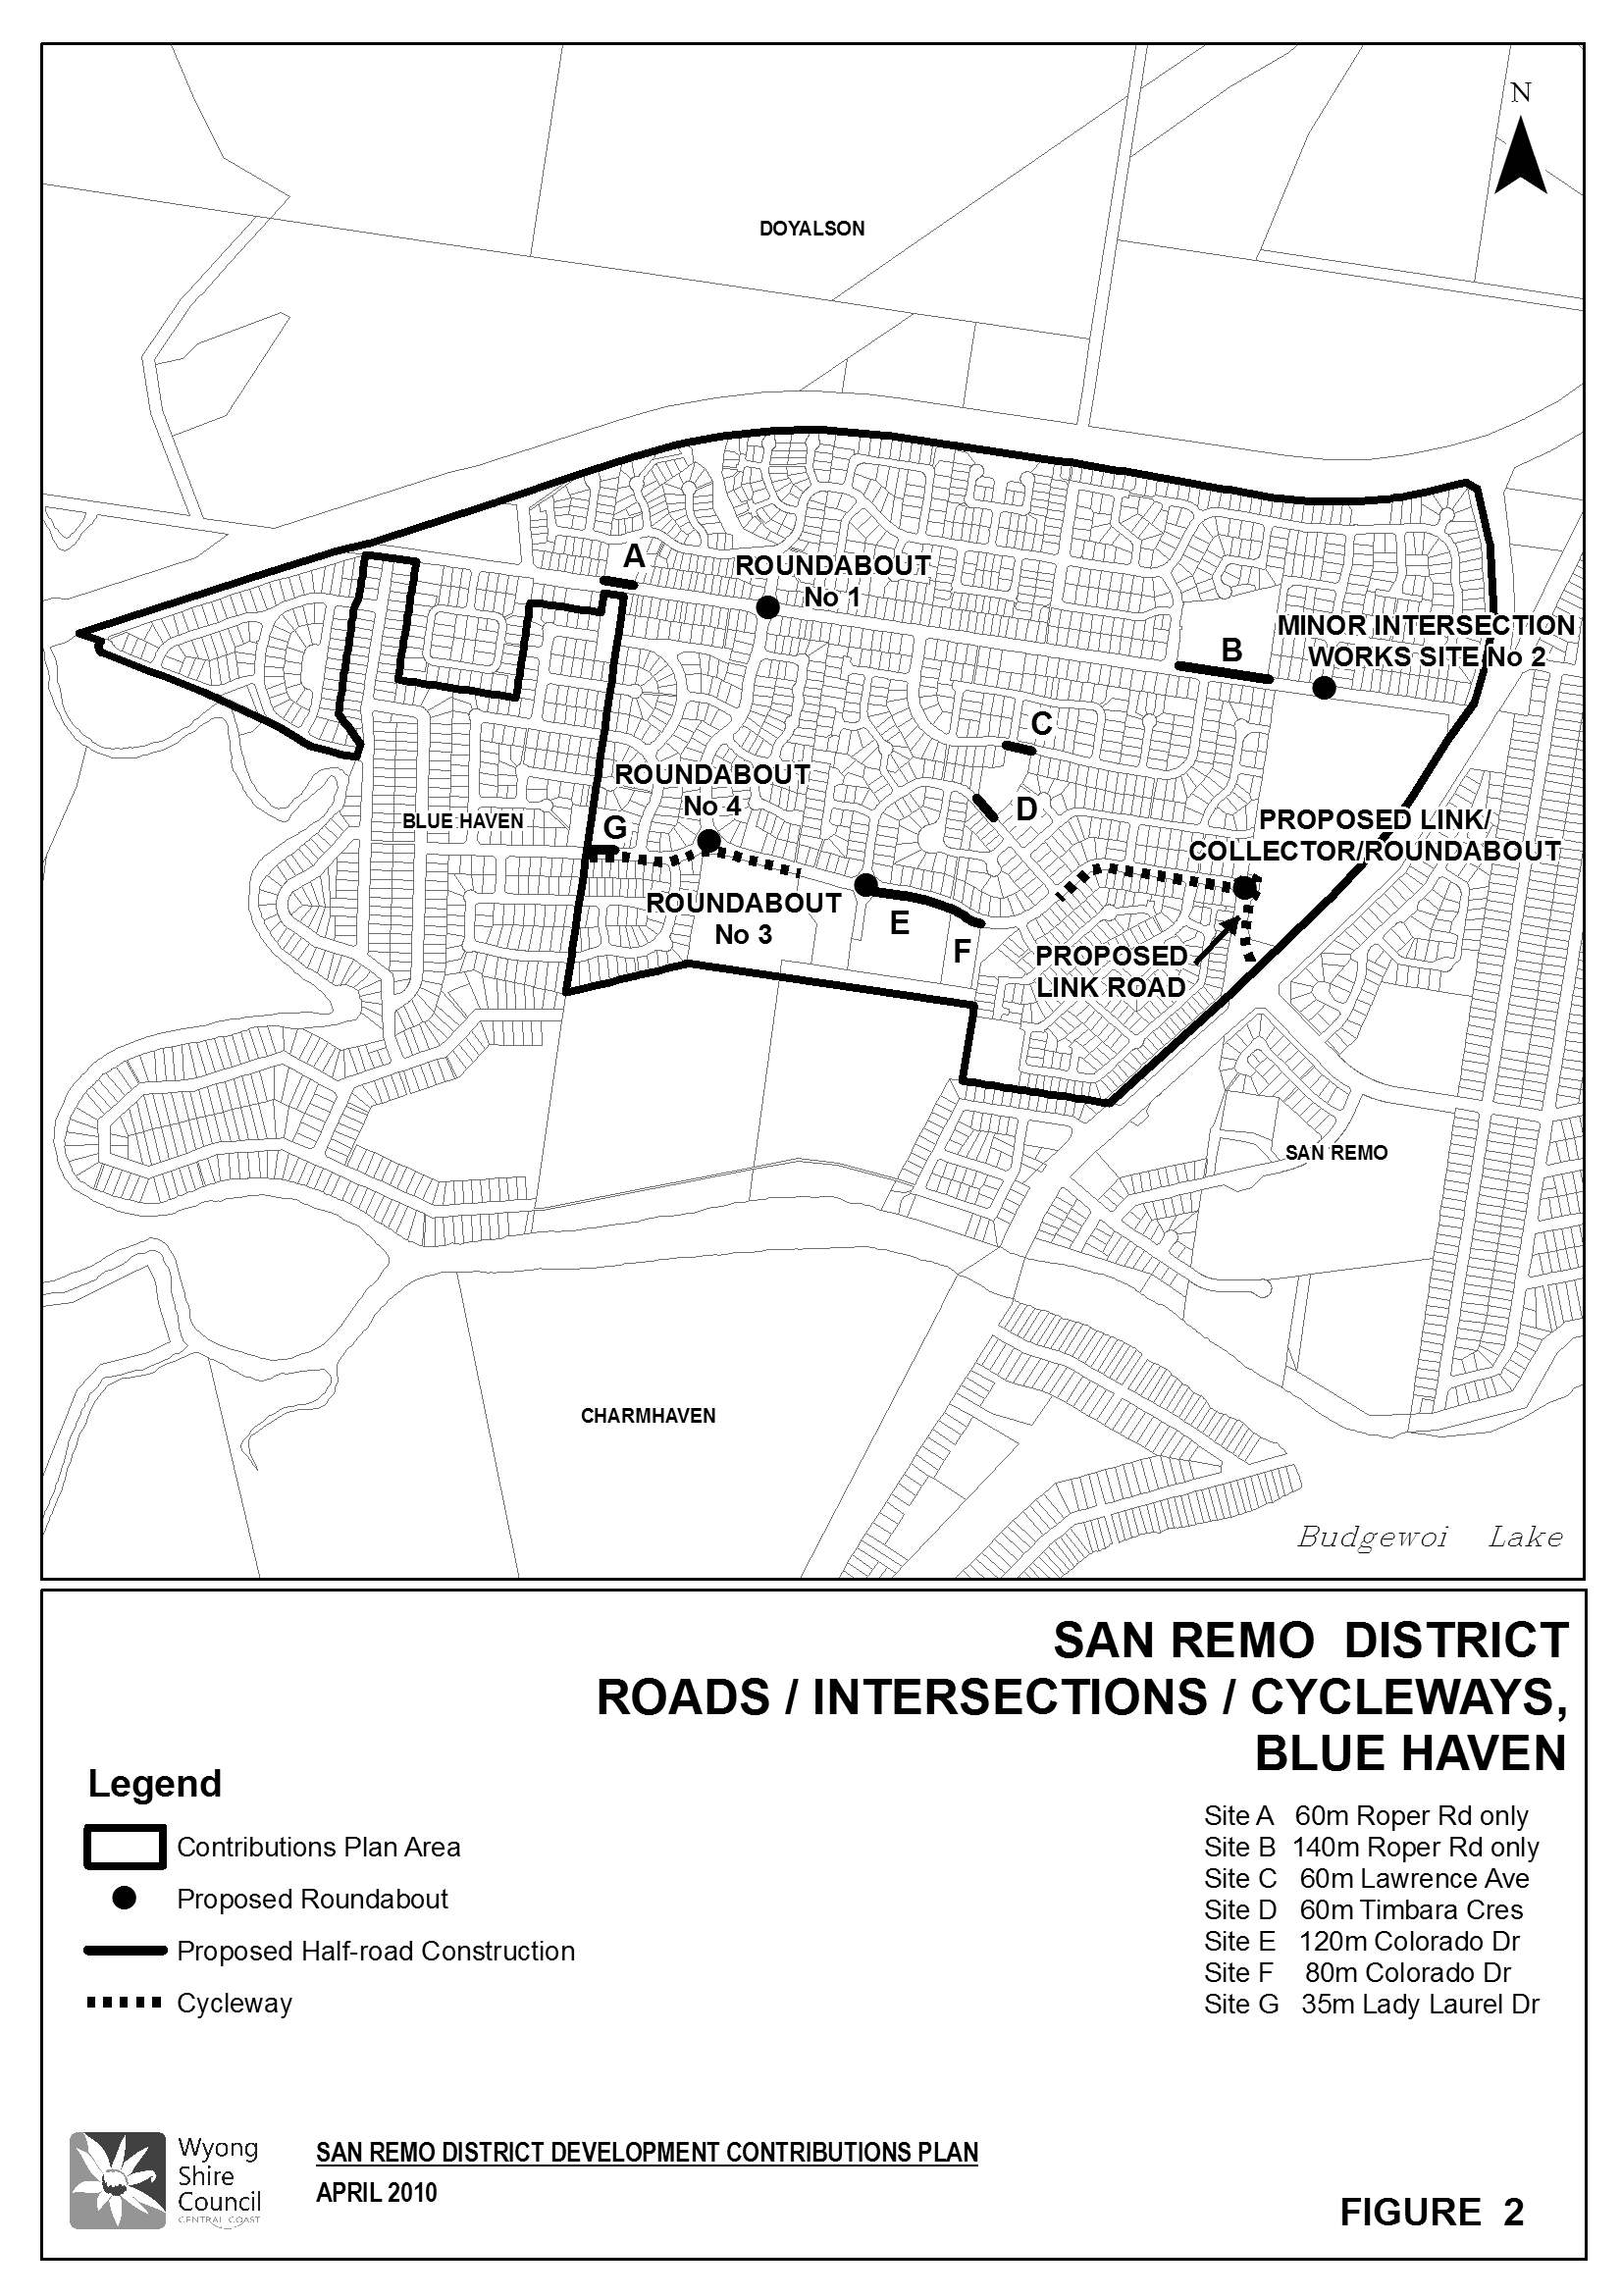 N
DOYALSON
A
ROUNDABOUT
No 1
MINOR INTERSECTION
WORKS SITE No 2
B
C
ROUNDABOUT
No 4
D
BLUE HAVEN
G
PROPOSED LINK/
COLLECTOR/ROUNDABOUT
ROUNDABOUT
No 3
E
F
PROPOSED
LINK ROAD
SAN REMO
CHARMHAVEN
Budgewoi Lake
SAN REMO DISTRICT
ROADS / INTERSECTIONS / CYCLEWAYS,
BLUE HAVEN
Legend
Contributions Plan Area
Proposed Roundabout
Proposed Half-road Construction
Cycleway
Site A 60m Roper Rd only
Site B 140m Roper Rd only
Site C 60m Lawrence Ave
Site D 60m Timbara Cres
Site E 120m Colorado Dr
Site F 80m Colorado Dr
Site G 35m Lady Laurel Dr
Wyong
Shire
Council
CENTRAL COAST
SAN REMO DISTRICT DEVELOPMENT CONTRIBUTIONS PLAN
APRIL 2010
FIGURE 2